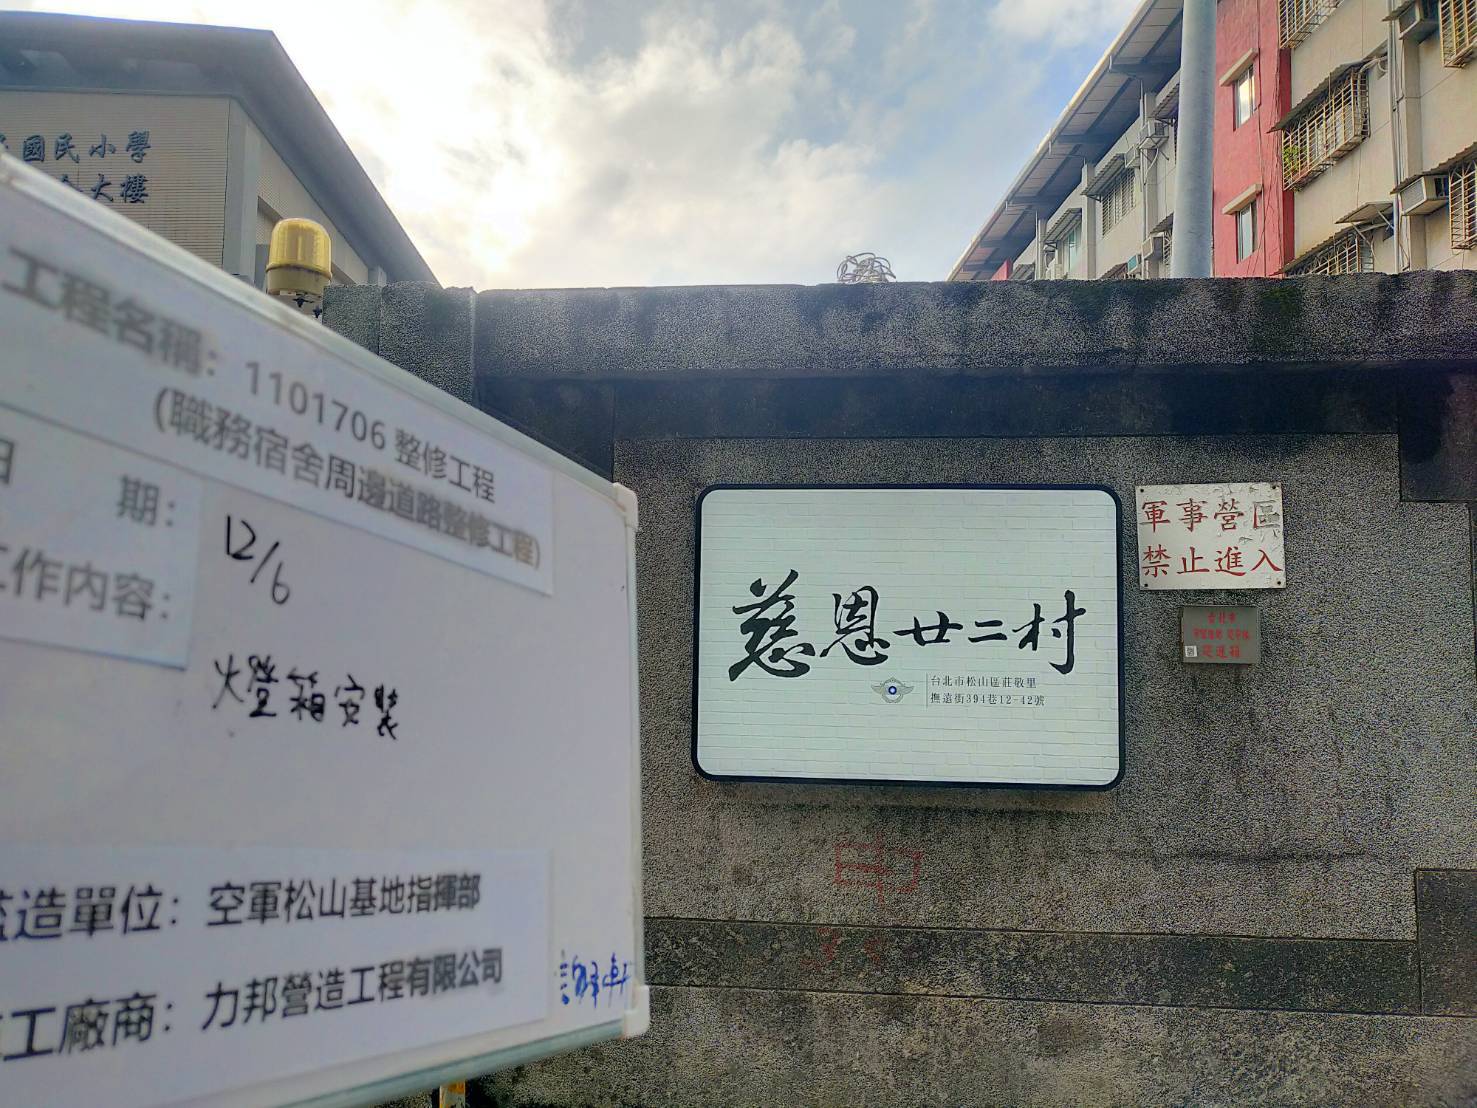 國民小學
大樓
工程名稱：1101706 整修工程
(職務宿舍周邊道路整修工程)
期：
12/6
工作內容：
燈箱安裝
監造單位：空軍松山基地指揮部
工廠商：力邦營造工程有限公司
慈恩廿二村
台北市松山區莊敬里
撫遠街394巷12-42號
軍事營區
禁止進入